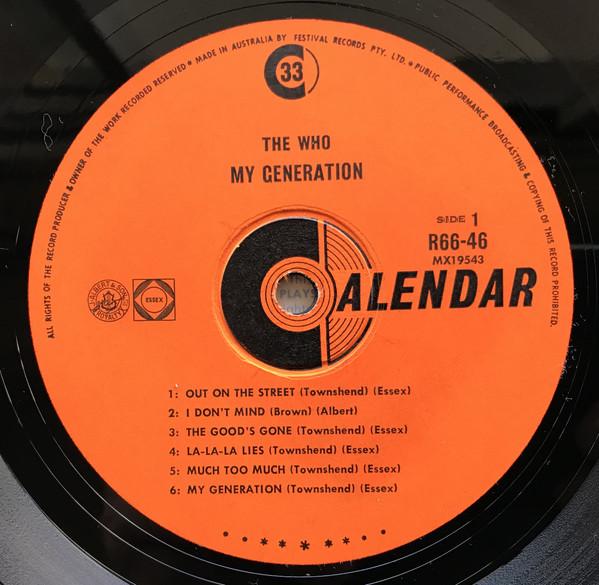 ALL RIGHTS OF THE RECORD PRODUCER & OWNER OF THE WORK RECORDED RESERVED * MADE IN AUSTRALIA BY FESTIVAL RECORDS PTY. LTD. * PUBLIC PERFORMANCE BROADCASTING & COPYING OF THIS RECORD PROHIBITED.
33
THE WHO
MY GENERATION
SIDE 1
R66-46
MX19543
ESSEX
PLAYS
CALENDAR
1: OUT ON THE STREET (Townshend) (Essex)
2: I DON'T MIND (Brown) (Albert)
3: THE GOOD'S GONE (Townshend) (Essex)
4: LA-LA-LA LIES (Townshend) (Essex)
5: MUCH TOO MUCH (Townshend) (Essex)
6: MY GENERATION (Townshend) (Essex)